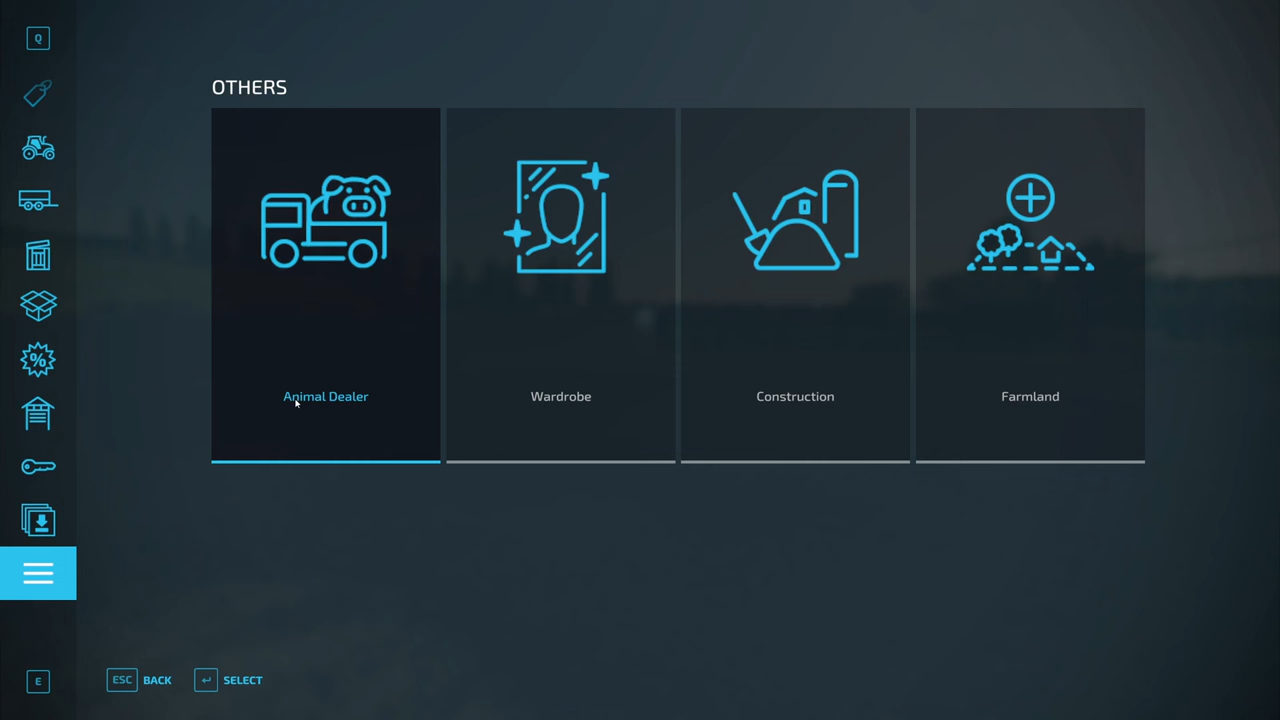 Q
OTHERS
%
Animal Dealer
Wardrobe
Construction
Farmland
E
ESC BACK
SELECT